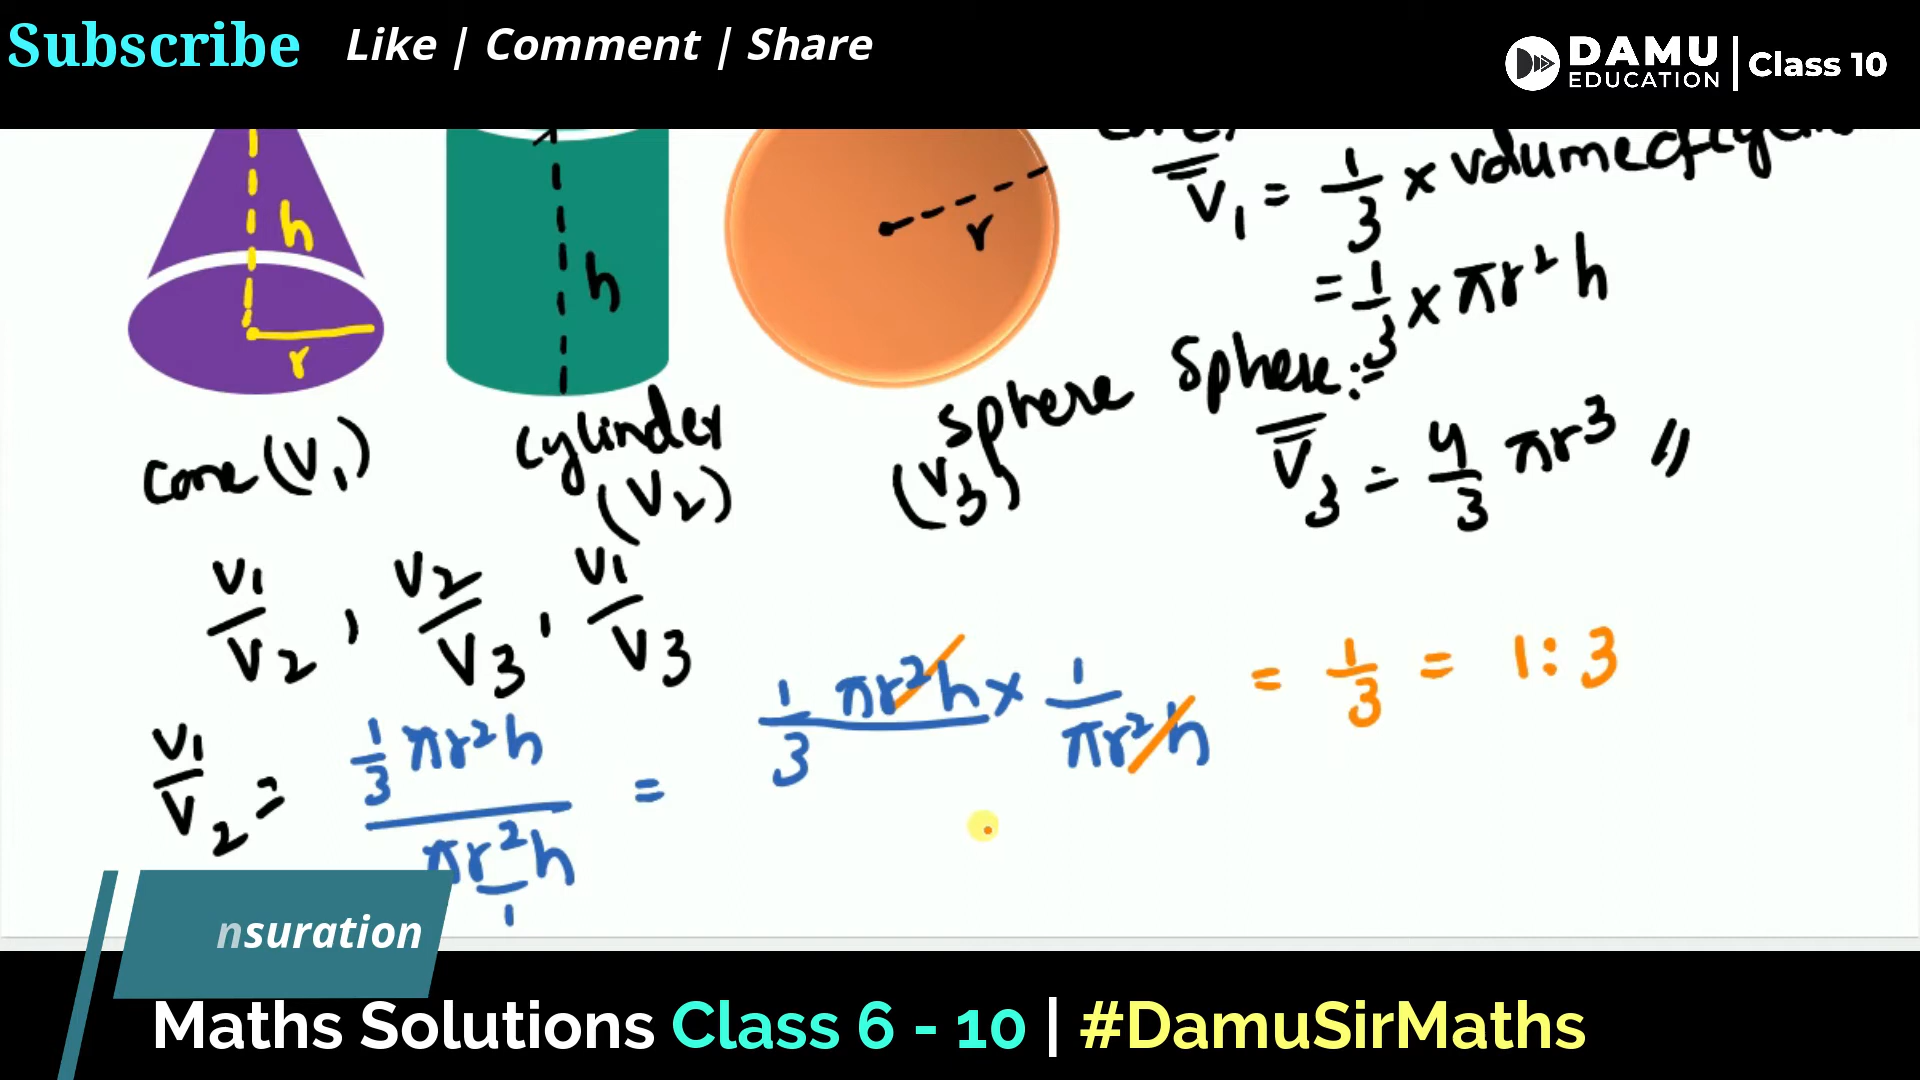 Subscribe Like | Comment | Share
DAMU EDUCATION | Class 10
V₁ = 1/3 × volume of
= 1/3 × πr²h
h
r
h
r
cone (V₁)
cylinder (V₂)
sphere (V₃)
Sphere:-
V₃ = 4/3 πr³ //
V₁/V₂ , V₂/V₃ , V₁/V₃
V₁/V₂ = 1/3 πr²h / πr²h/1 = 1/3 πr²h × 1/πr²h = 1/3 = 1:3
nsuration
Maths Solutions Class 6 - 10 | #DamuSirMaths